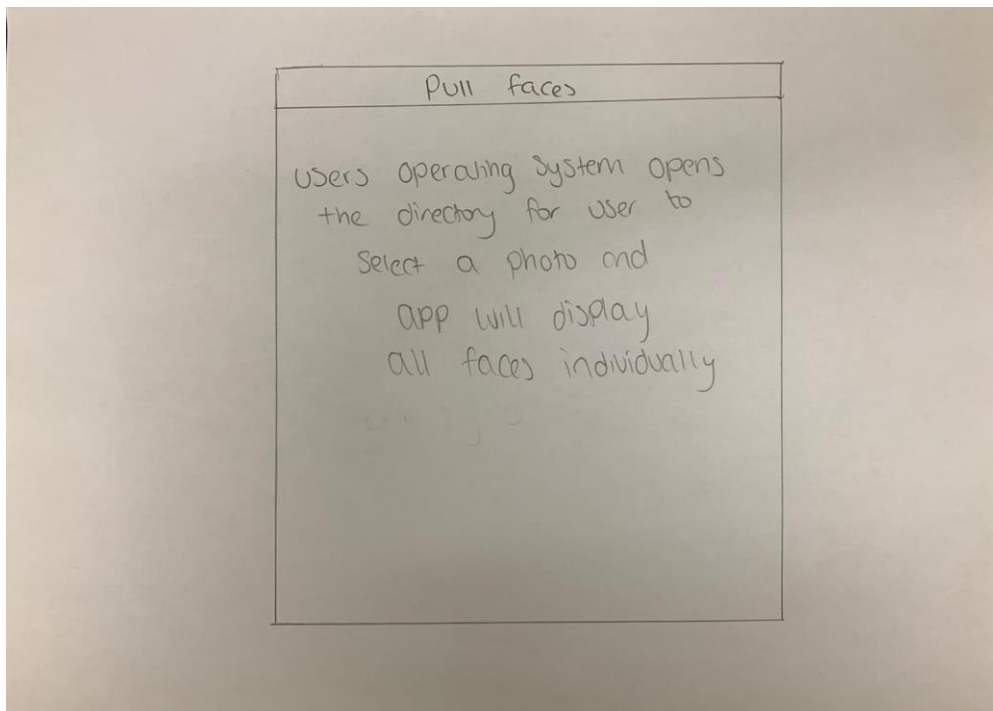 Pull faces
users operating system opens
the directory for user to
select a photo and
app will display
all faces individually